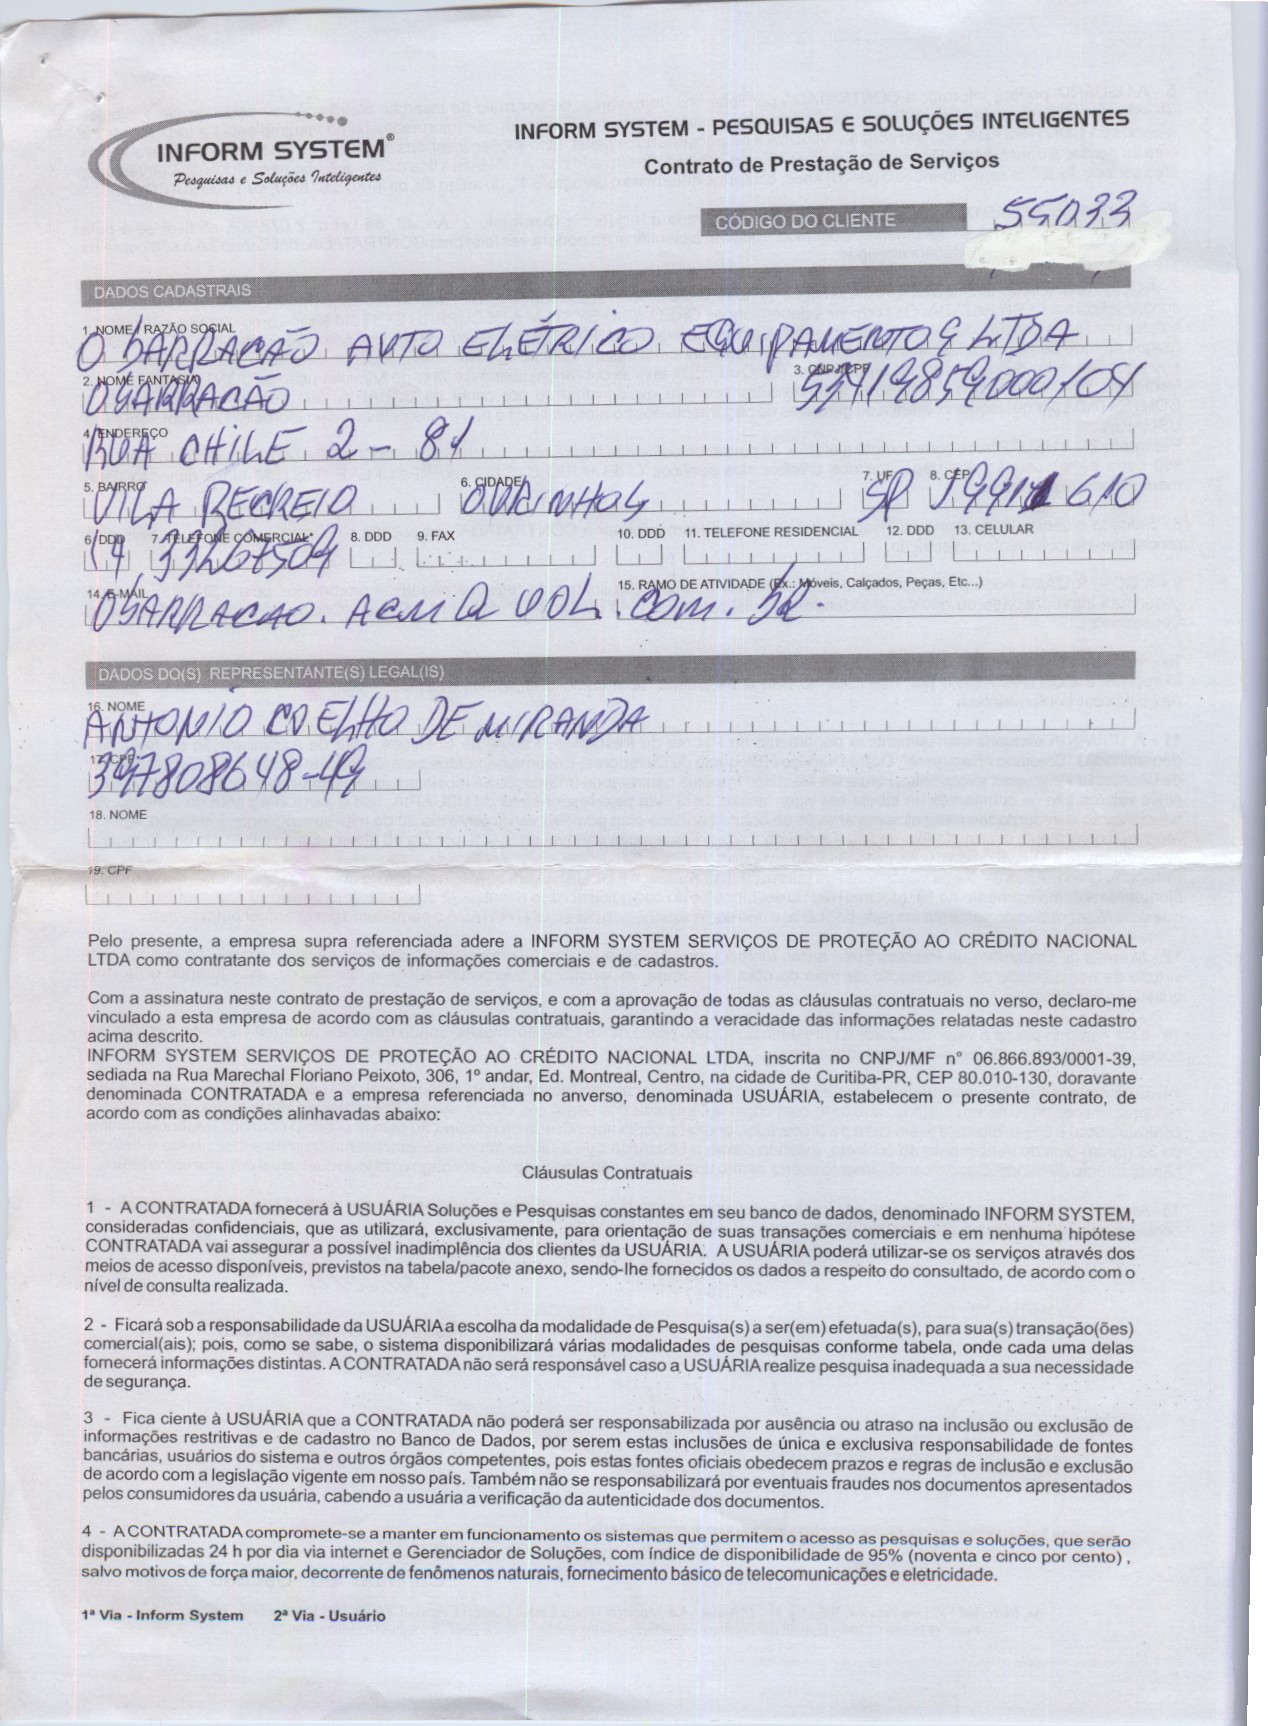 INFORM SYSTEM®
Pesquisas e Soluções Inteligentes
INFORM SYSTEM - PESQUISAS E SOLUÇÕES INTELIGENTES
Contrato de Prestação de Serviços
CÓDIGO DO CLIENTE 55033
DADOS CADASTRAIS
1. NOME / RAZÃO SOCIAL
O BARRACÃO AUTO ELÉTRICO EQUIPAMENTOS LTDA
2. NOME FANTASIA 3. CNPJ/CPF
OBARRACÃO 53419859000/01
4. ENDEREÇO
RUA CHILE 2 - 81
5. BAIRRO 6. CIDADE 7. UF 8. CEP
VILA RECREIO OURINHOS SP 19911 610
6. DDD 7. TELEFONE COMERCIAL* 8. DDD 9. FAX 10. DDD 11. TELEFONE RESIDENCIAL 12. DDD 13. CELULAR
14 33267509
14. E-MAIL 15. RAMO DE ATIVIDADE (Ex.: Móveis, Calçados, Peças, Etc...)
OBARRACAO. ACM @ UOL. COM. BR.
DADOS DO(S) REPRESENTANTE(S) LEGAL(IS)
16. NOME
ANTONIO COELHO DE MIRANDA
17. CPF
397808648-49
18. NOME
19. CPF
Pelo presente, a empresa supra referenciada adere a INFORM SYSTEM SERVIÇOS DE PROTEÇÃO AO CRÉDITO NACIONAL
LTDA como contratante dos serviços de informações comerciais e de cadastros.
Com a assinatura neste contrato de prestação de serviços, e com a aprovação de todas as cláusulas contratuais no verso, declaro-me
vinculado a esta empresa de acordo com as cláusulas contratuais, garantindo a veracidade das informações relatadas neste cadastro
acima descrito.
INFORM SYSTEM SERVIÇOS DE PROTEÇÃO AO CRÉDITO NACIONAL LTDA, inscrita no CNPJ/MF n° 06.866.893/0001-39,
sediada na Rua Marechal Floriano Peixoto, 306, 1º andar, Ed. Montreal, Centro, na cidade de Curitiba-PR, CEP 80.010-130, doravante
denominada CONTRATADA e a empresa referenciada no anverso, denominada USUÁRIA, estabelecem o presente contrato, de
acordo com as condições alinhavadas abaixo:
Cláusulas Contratuais
1 - A CONTRATADA fornecerá à USUÁRIA Soluções e Pesquisas constantes em seu banco de dados, denominado INFORM SYSTEM,
consideradas confidenciais, que as utilizará, exclusivamente, para orientação de suas transações comerciais e em nenhuma hipótese
CONTRATADA vai assegurar a possível inadimplência dos clientes da USUÁRIA. A USUÁRIA poderá utilizar-se os serviços através dos
meios de acesso disponíveis, previstos na tabela/pacote anexo, sendo-lhe fornecidos os dados a respeito do consultado, de acordo com o
nível de consulta realizada.
2 - Ficará sob a responsabilidade da USUÁRIA a escolha da modalidade de Pesquisa(s) a ser(em) efetuada(s), para sua(s) transação(ões)
comercial(ais); pois, como se sabe, o sistema disponibilizará várias modalidades de pesquisas conforme tabela, onde cada uma delas
fornecerá informações distintas. A CONTRATADA não será responsável caso a USUÁRIA realize pesquisa inadequada a sua necessidade
de segurança.
3 - Fica ciente à USUÁRIA que a CONTRATADA não poderá ser responsabilizada por ausência ou atraso na inclusão ou exclusão de
informações restritivas e de cadastro no Banco de Dados, por serem estas inclusões de única e exclusiva responsabilidade de fontes
bancárias, usuários do sistema e outros órgãos competentes, pois estas fontes oficiais obedecem prazos e regras de inclusão e exclusão
de acordo com a legislação vigente em nosso país. Também não se responsabilizará por eventuais fraudes nos documentos apresentados
pelos consumidores da usuária, cabendo a usuária a verificação da autenticidade dos documentos.
4 - A CONTRATADA compromete-se a manter em funcionamento os sistemas que permitem o acesso as pesquisas e soluções, que serão
disponibilizadas 24 h por dia via internet e Gerenciador de Soluções, com índice de disponibilidade de 95% (noventa e cinco por cento) ,
salvo motivos de força maior, decorrente de fenômenos naturais, fornecimento básico de telecomunicações e eletricidade.
1ª Via - Inform System 2ª Via - Usuário